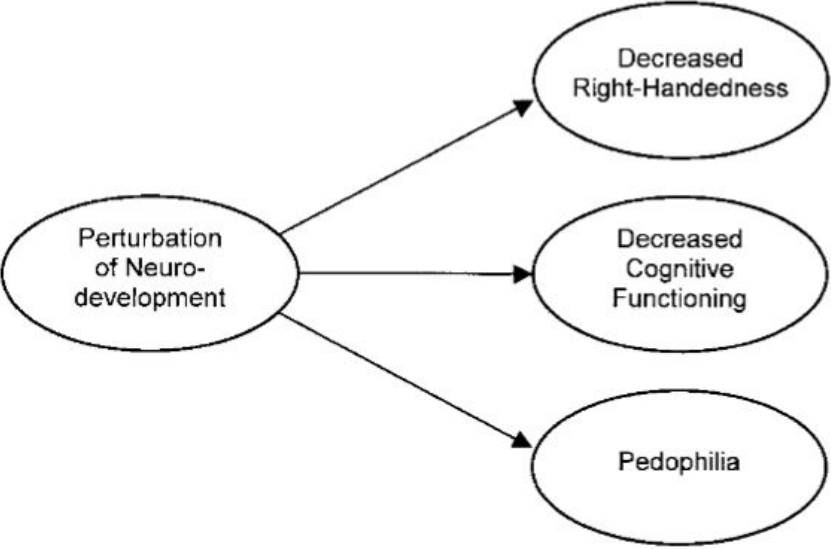 Decreased
Right-Handedness
Perturbation
of Neuro-
development
Decreased
Cognitive
Functioning
Pedophilia